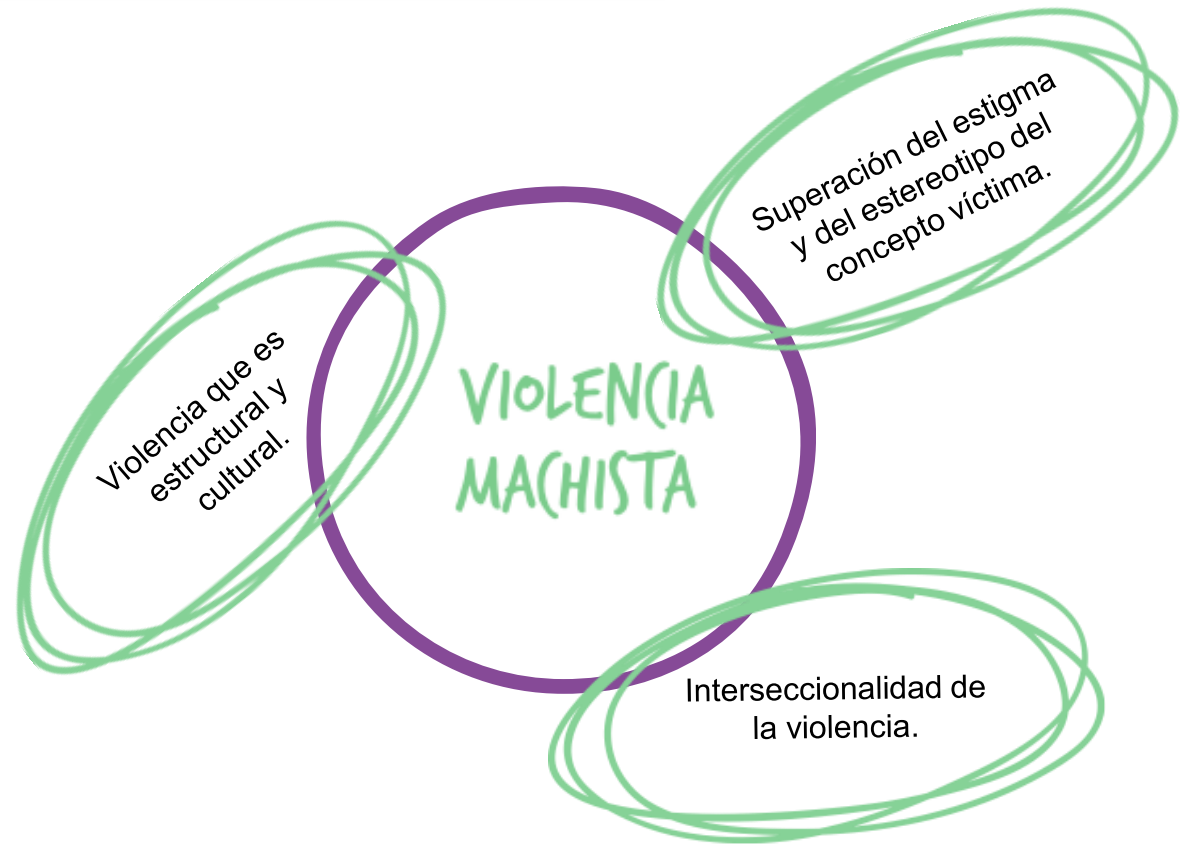 Superación del estigma
y del estereotipo del
concepto víctima.
Violencia que es
estructural y
cultural.
VIOLENCIA
MACHISTA
Interseccionalidad de
la violencia.